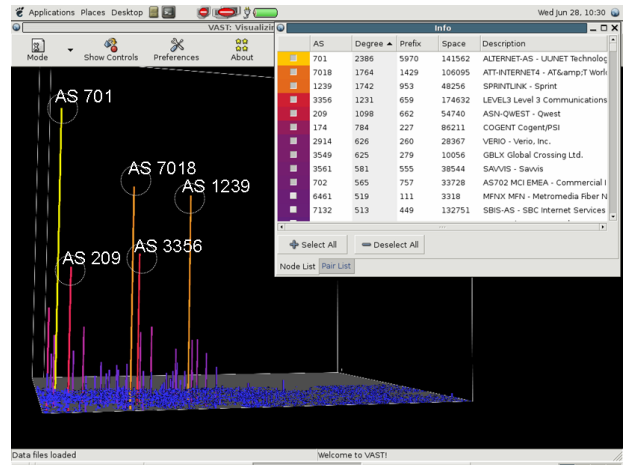 Applications Places Desktop
Wed Jun 28, 10:30
VAST: Visualizin
Info
Mode
Show Controls
Preferences
About
AS Degree Prefix Space Description
701 2386 5970 141562 ALTERNET-AS - UUNET Technolog
7018 1764 1429 106095 ATT-INTERNET4 - AT&amp;T Worl
1239 1742 953 48256 SPRINTLINK - Sprint
3356 1231 659 174632 LEVEL3 Level 3 Communications
209 1098 662 54740 ASN-QWEST - Qwest
174 784 227 86211 COGENT Cogent/PSI
2914 626 260 28367 VERIO - Verio, Inc.
3549 625 279 10056 GBLX Global Crossing Ltd.
3561 581 555 38544 SAVVIS - Savvis
702 565 757 33728 AS702 MCI EMEA - Commercial I
6461 519 111 3318 MFNX MFN - Metromedia Fiber N
7132 513 449 132751 SBIS-AS - SBC Internet Services
Select All
Deselect All
Node List
Pair List
AS 701
AS 7018
AS 1239
AS 209
AS 3356
Data files loaded
Welcome to VAST!